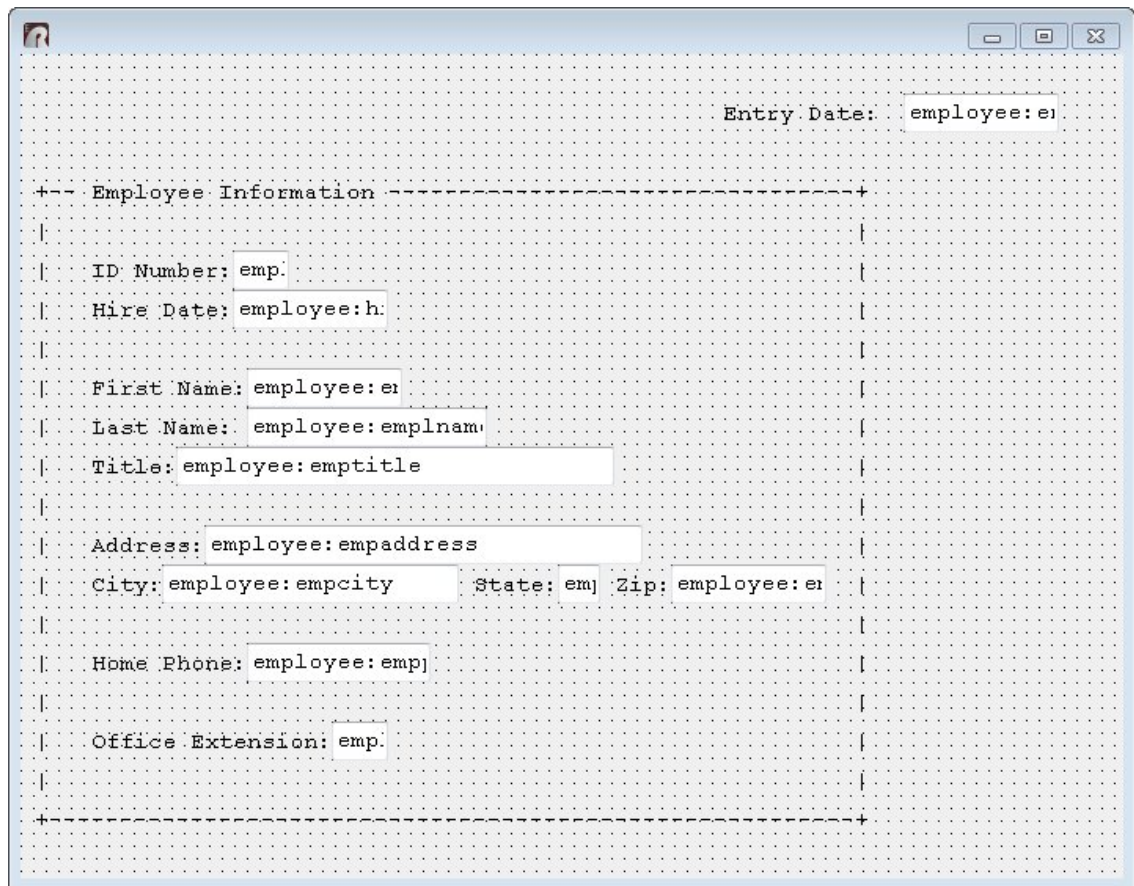 Entry Date: employee:e
+-- Employee Information ---------------------------------+
ID Number: emp
Hire Date: employee:h
First Name: employee:e
Last Name: employee:emplnam
Title: employee:emptitle
Address: employee:empaddress
City: employee:empcity State: em Zip: employee:e
Home Phone: employee:emp
Office Extension: emp